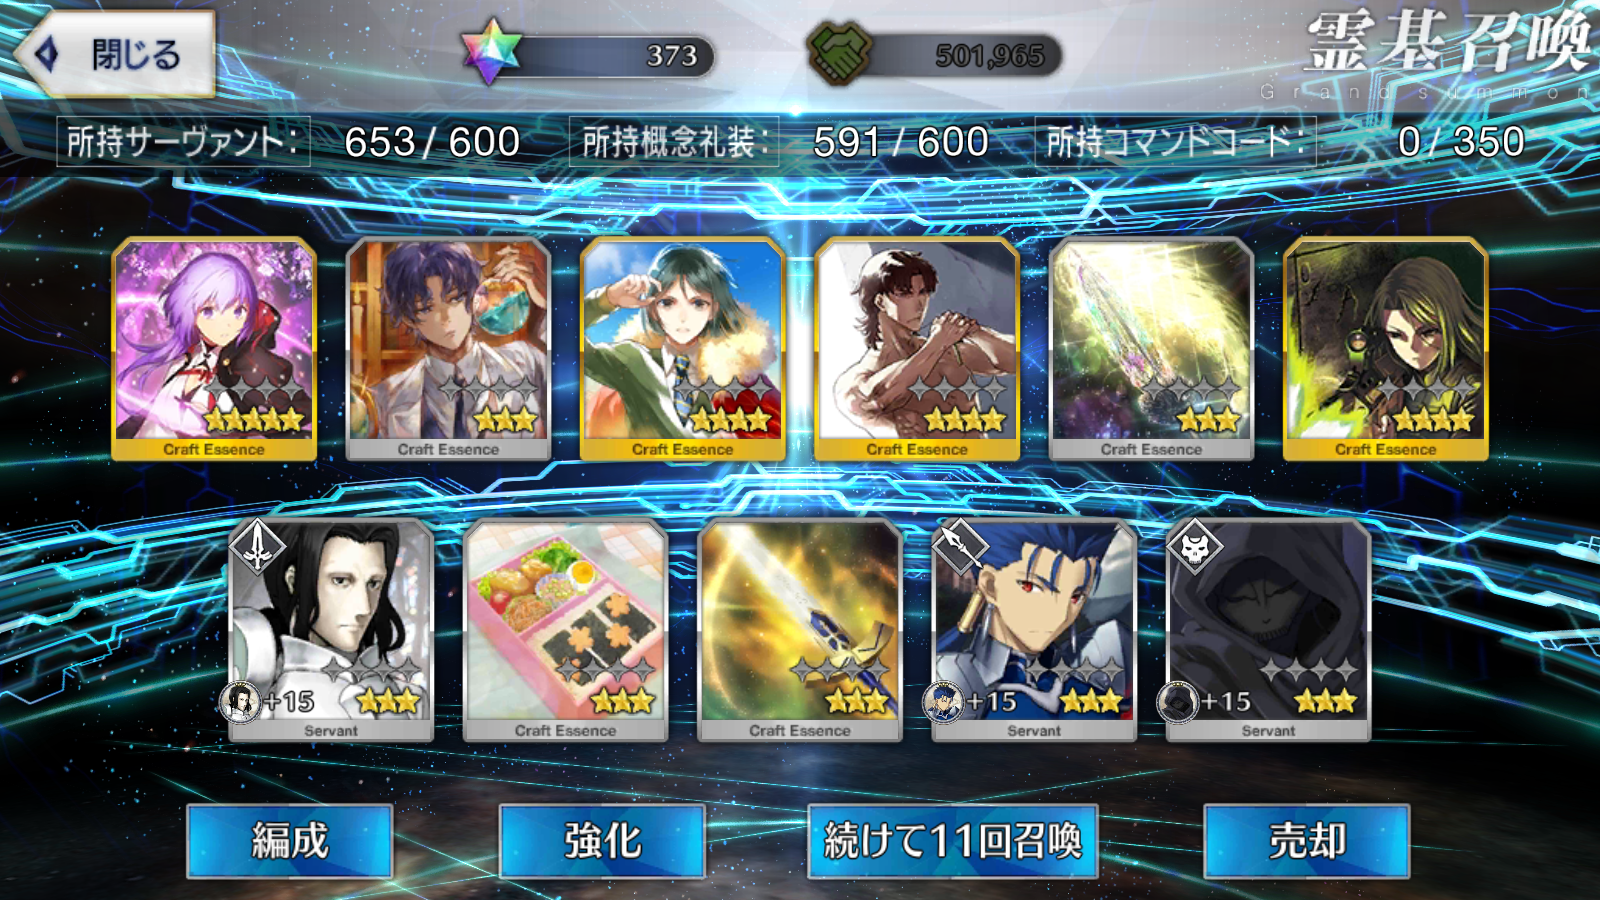 閉じる
373
501,965
霊基召喚
Grand summon
所持サーヴァント: 653 / 600
所持概念礼装: 591 / 600
所持コマンドコード: 0 / 350
Craft Essence
Craft Essence
Craft Essence
Craft Essence
Craft Essence
Craft Essence
+15
Servant
Craft Essence
Craft Essence
+15
Servant
+15
Servant
編成
強化
続けて11回召喚
売却